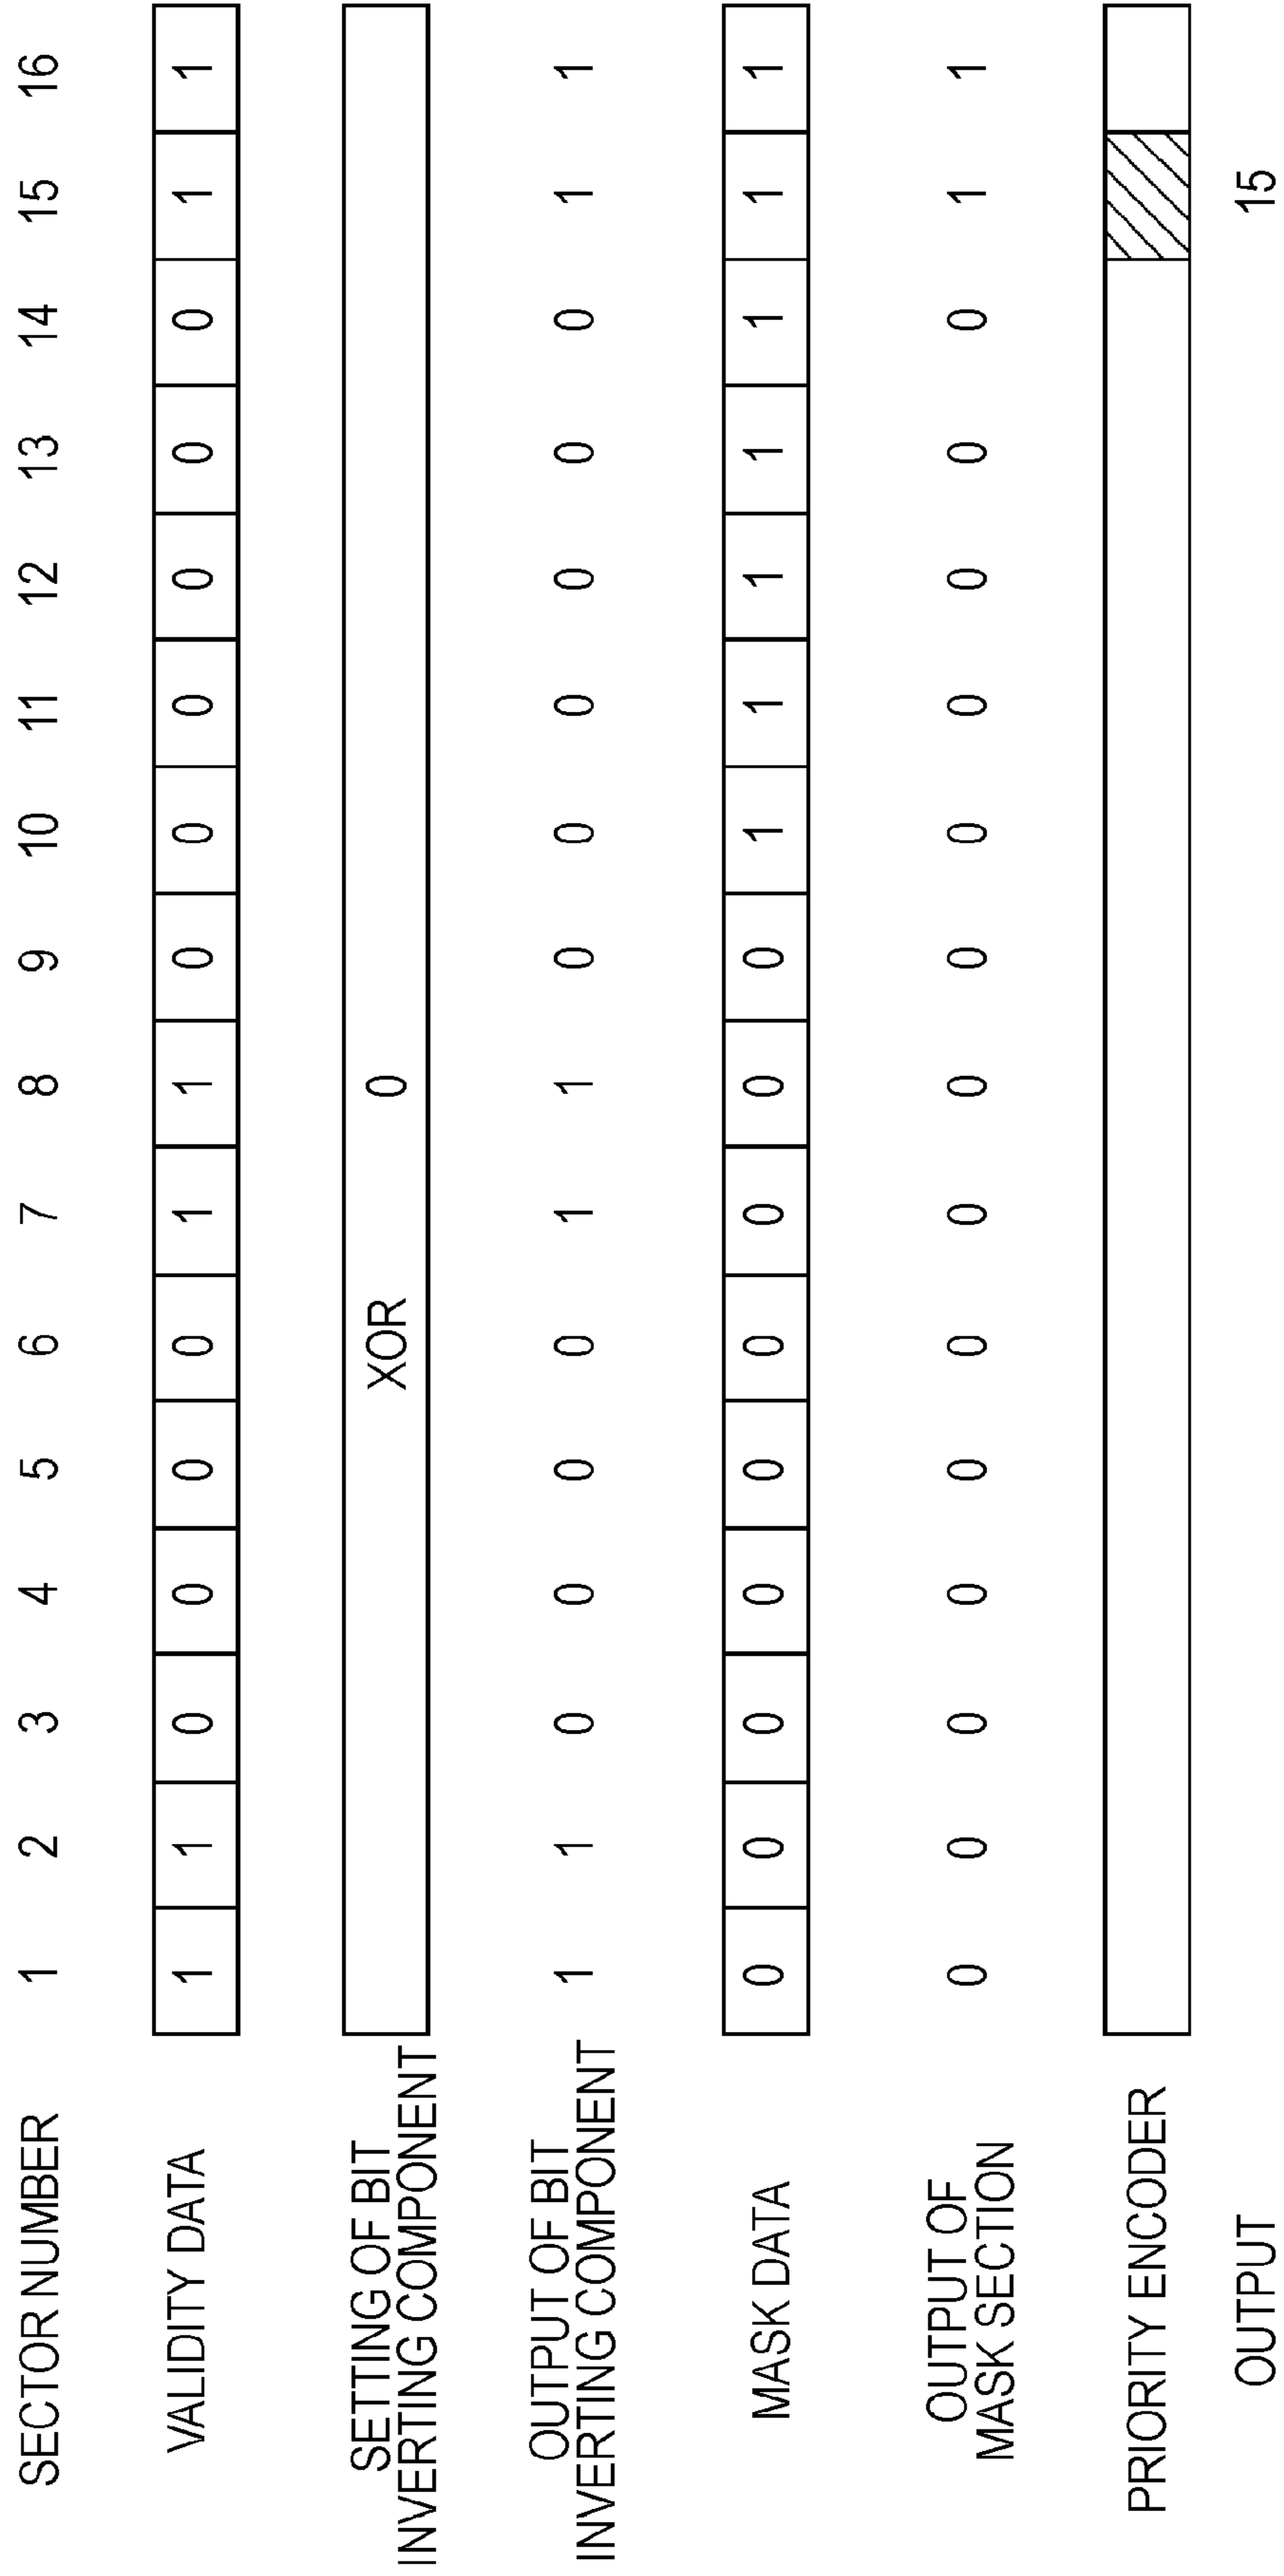 SECTOR NUMBER 1 2 3 4 5 6 7 8 9 10 11 12 13 14 15 16
VALIDITY DATA 1 1 0 0 0 0 1 1 0 0 0 0 0 0 1 1
SETTING OF BIT
INVERTING COMPONENT XOR 0
OUTPUT OF BIT
INVERTING COMPONENT 1 1 0 0 0 0 1 1 0 0 0 0 0 0 1 1
MASK DATA 0 0 0 0 0 0 0 0 0 1 1 1 1 1 1 1
OUTPUT OF
MASK SECTION 0 0 0 0 0 0 0 0 0 0 0 0 0 0 1 1
PRIORITY ENCODER
OUTPUT 15